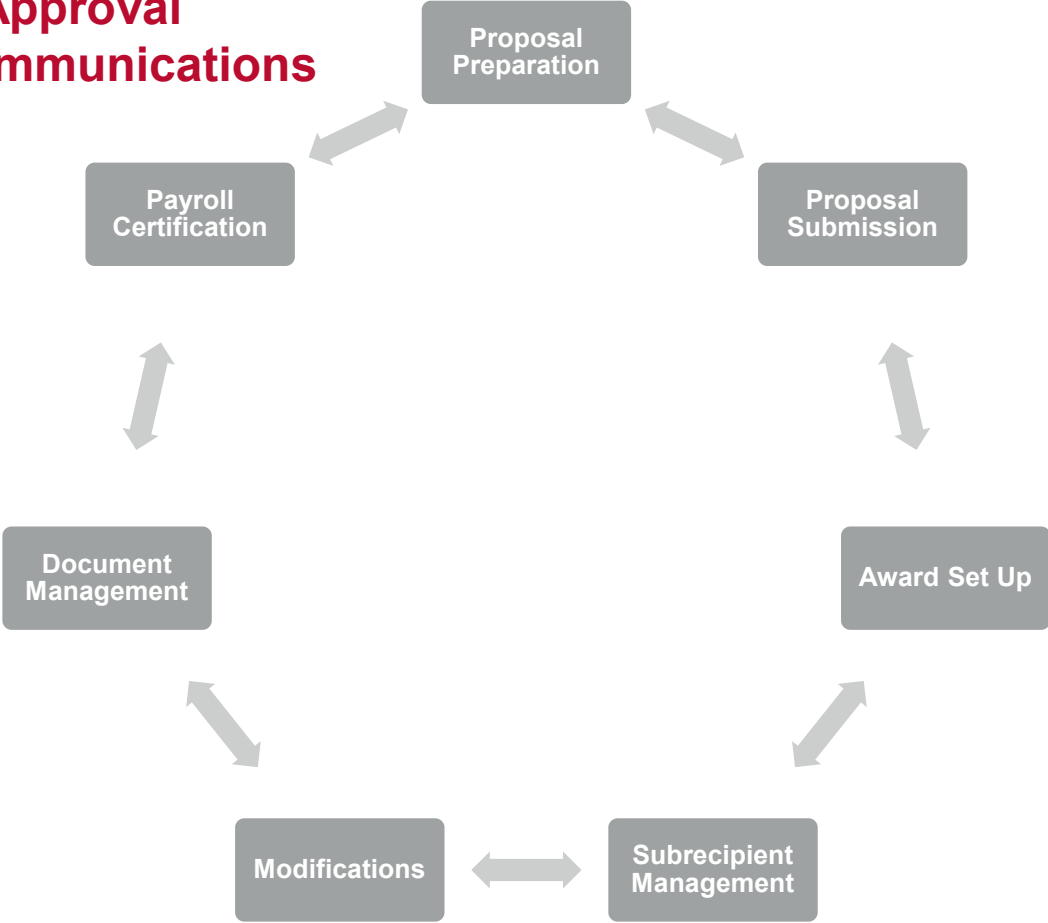 Approval
mmunications
Proposal
Preparation
Proposal
Submission
Award Set Up
Subrecipient
Management
Modifications
Document
Management
Payroll
Certification